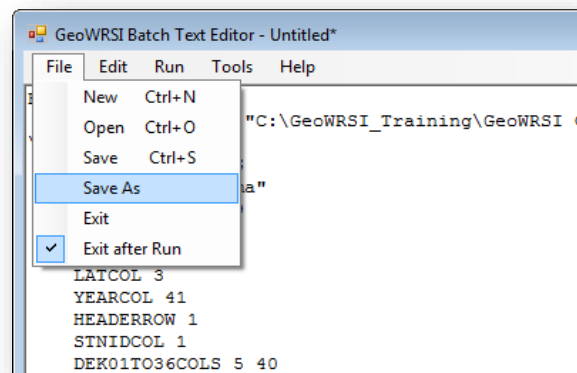 GeoWRSI Batch Text Editor - Untitled*
File Edit Run Tools Help
New Ctrl+N
Open Ctrl+O
"C:\GeoWRSI_Training\GeoWRSI
Save Ctrl+S
Save As
Exit
Exit after Run
LATCOL 3
YEARCOL 41
HEADERROW 1
STNIDCOL 1
DEK01TO36COLS 5 40